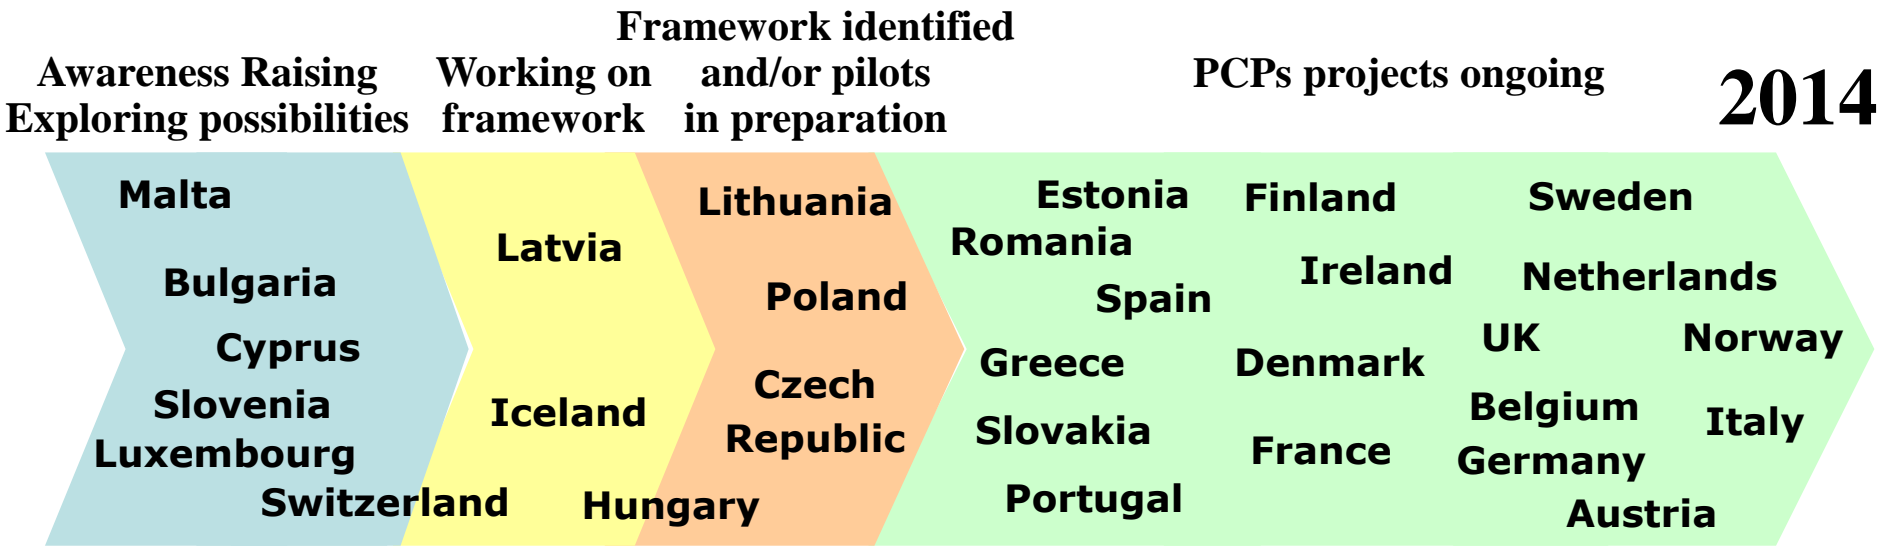 Awareness Raising
Exploring possibilities
Working on
framework
Framework identified
and/or pilots
in preparation
PCPs projects ongoing
2014
Malta
Bulgaria
Cyprus
Slovenia
Luxembourg
Switzerland
Latvia
Iceland
Hungary
Lithuania
Poland
Czech
Republic
Estonia
Romania
Spain
Greece
Slovakia
Portugal
Finland
Ireland
Denmark
France
Sweden
Netherlands
UK
Norway
Belgium
Italy
Germany
Austria